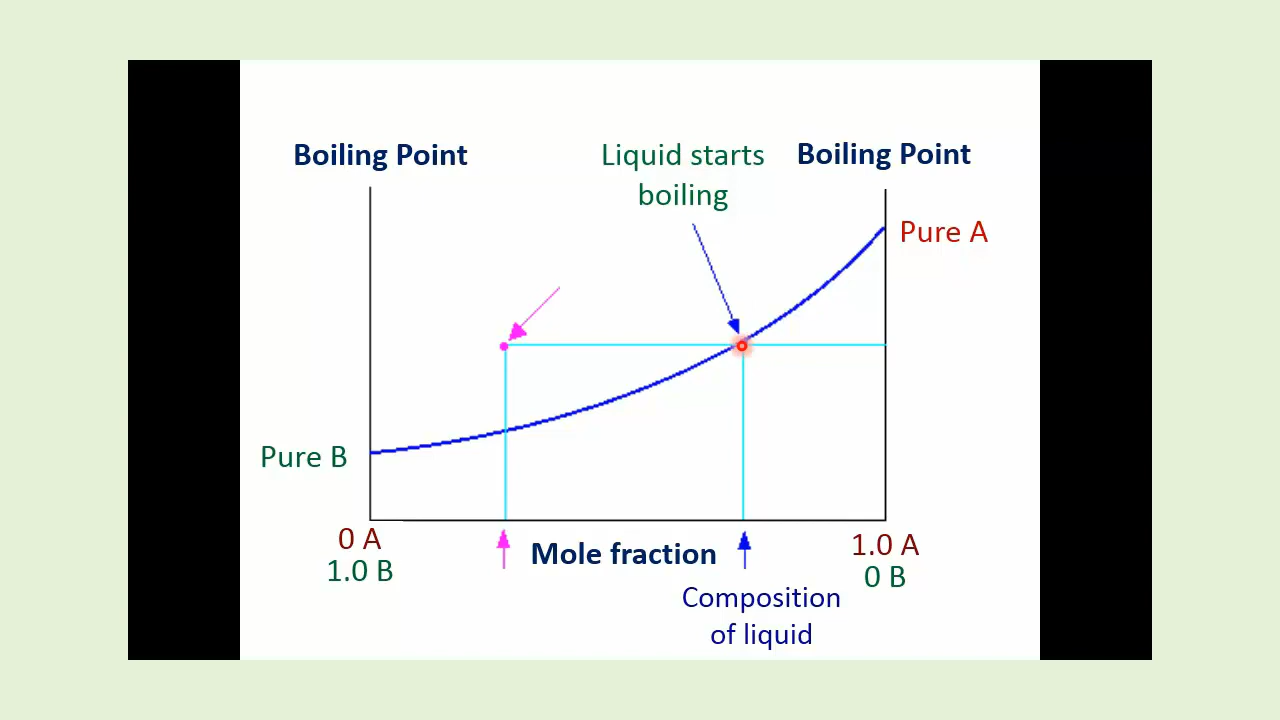 Boiling Point
Liquid starts
boiling
Boiling Point
Pure A
Pure B
0 A
1.0 B
Mole fraction
1.0 A
0 B
Composition
of liquid